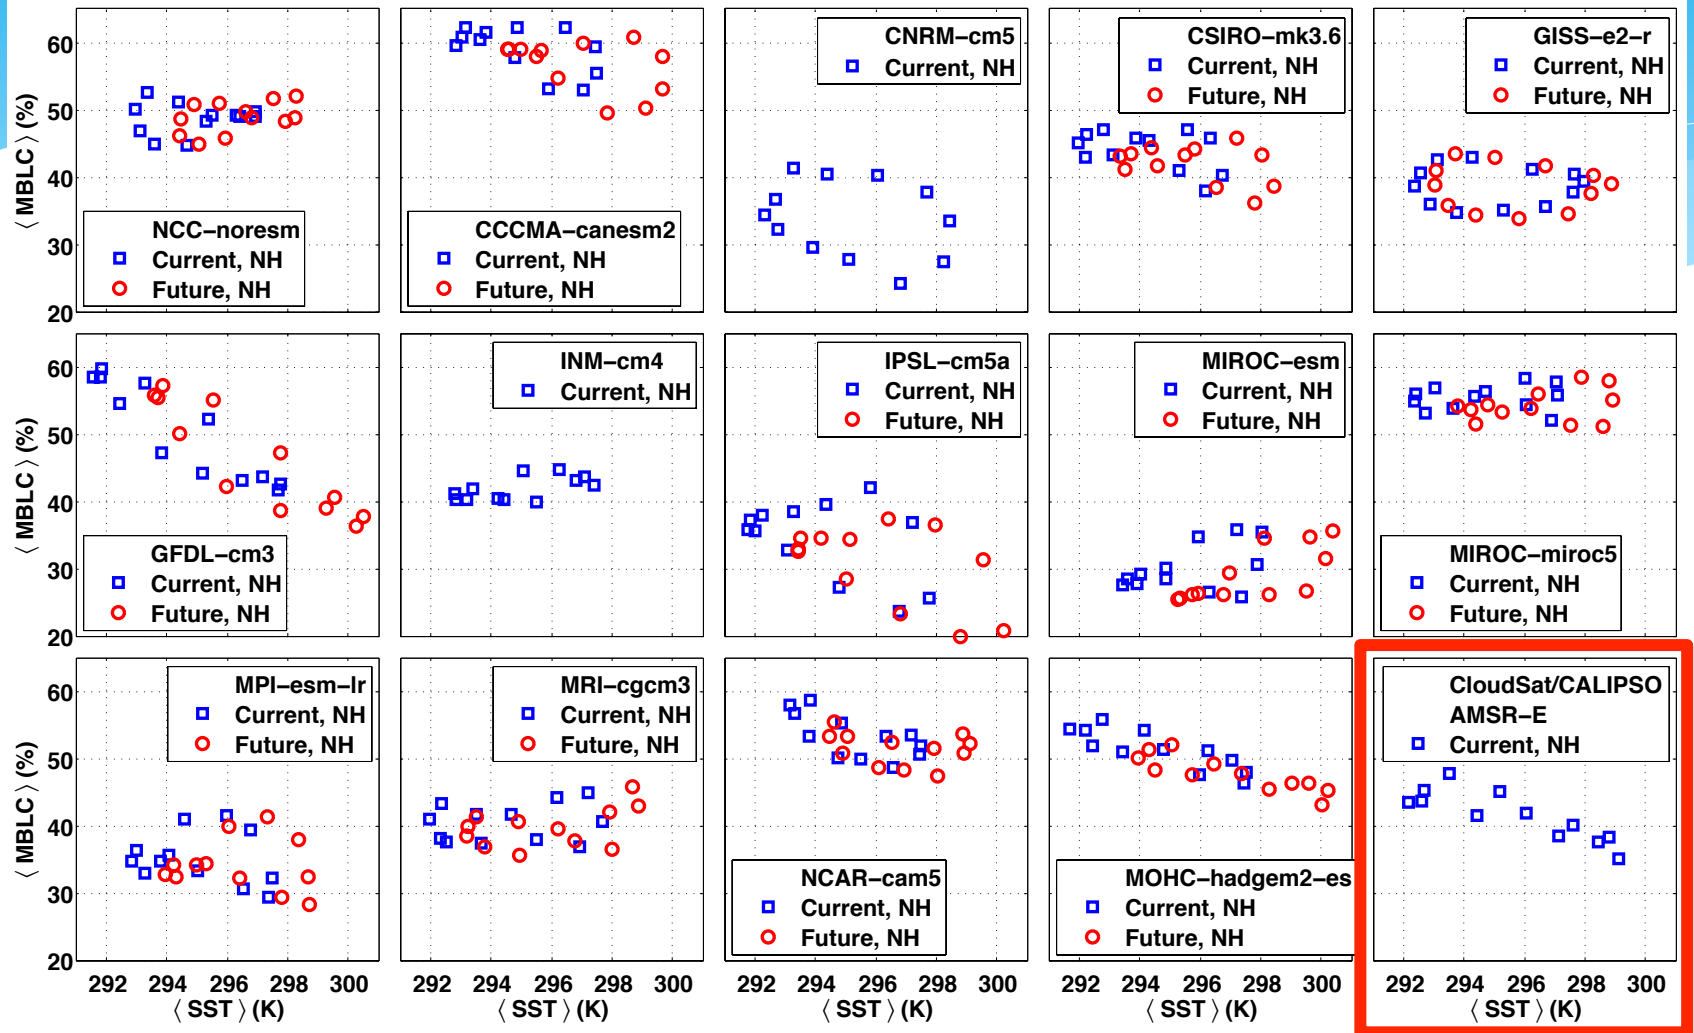 60
50
40
30
20
⟨ MBLC ⟩ (%)
NCC−noresm
Current, NH
Future, NH
CCCMA−canesm2
Current, NH
Future, NH
CNRM−cm5
Current, NH
CSIRO−mk3.6
Current, NH
Future, NH
GISS−e2−r
Current, NH
Future, NH
60
50
40
30
20
⟨ MBLC ⟩ (%)
GFDL−cm3
Current, NH
Future, NH
INM−cm4
Current, NH
IPSL−cm5a
Current, NH
Future, NH
MIROC−esm
Current, NH
Future, NH
MIROC−miroc5
Current, NH
Future, NH
60
50
40
30
20
⟨ MBLC ⟩ (%)
MPI−esm−lr
Current, NH
Future, NH
MRI−cgcm3
Current, NH
Future, NH
NCAR−cam5
Current, NH
Future, NH
MOHC−hadgem2−es
Current, NH
Future, NH
CloudSat/CALIPSO
AMSR−E
Current, NH
292 294 296 298 300
⟨ SST ⟩ (K)
292 294 296 298 300
⟨ SST ⟩ (K)
292 294 296 298 300
⟨ SST ⟩ (K)
292 294 296 298 300
⟨ SST ⟩ (K)
292 294 296 298 300
⟨ SST ⟩ (K)